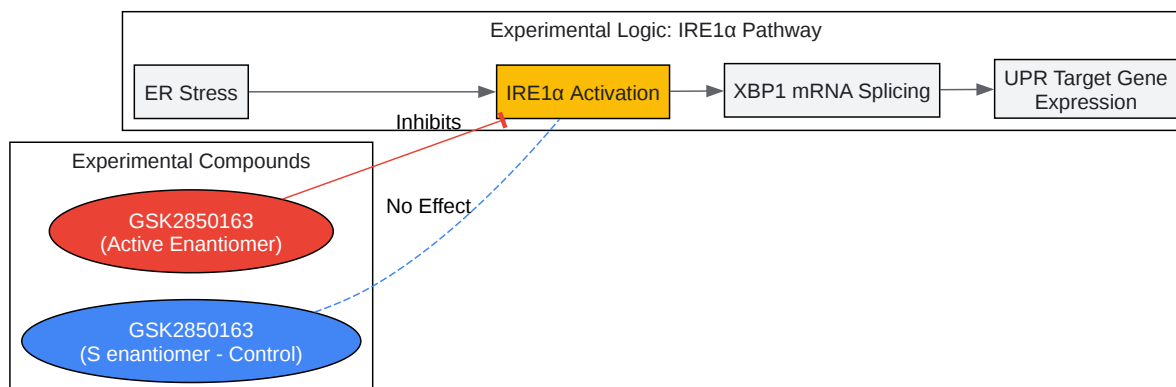 Experimental Logic: IRE1α Pathway
ER Stress
IRE1α Activation
XBP1 mRNA Splicing
UPR Target Gene
Expression
Inhibits
Experimental Compounds
No Effect
GSK2850163
(Active Enantiomer)
GSK2850163
(S enantiomer - Control)